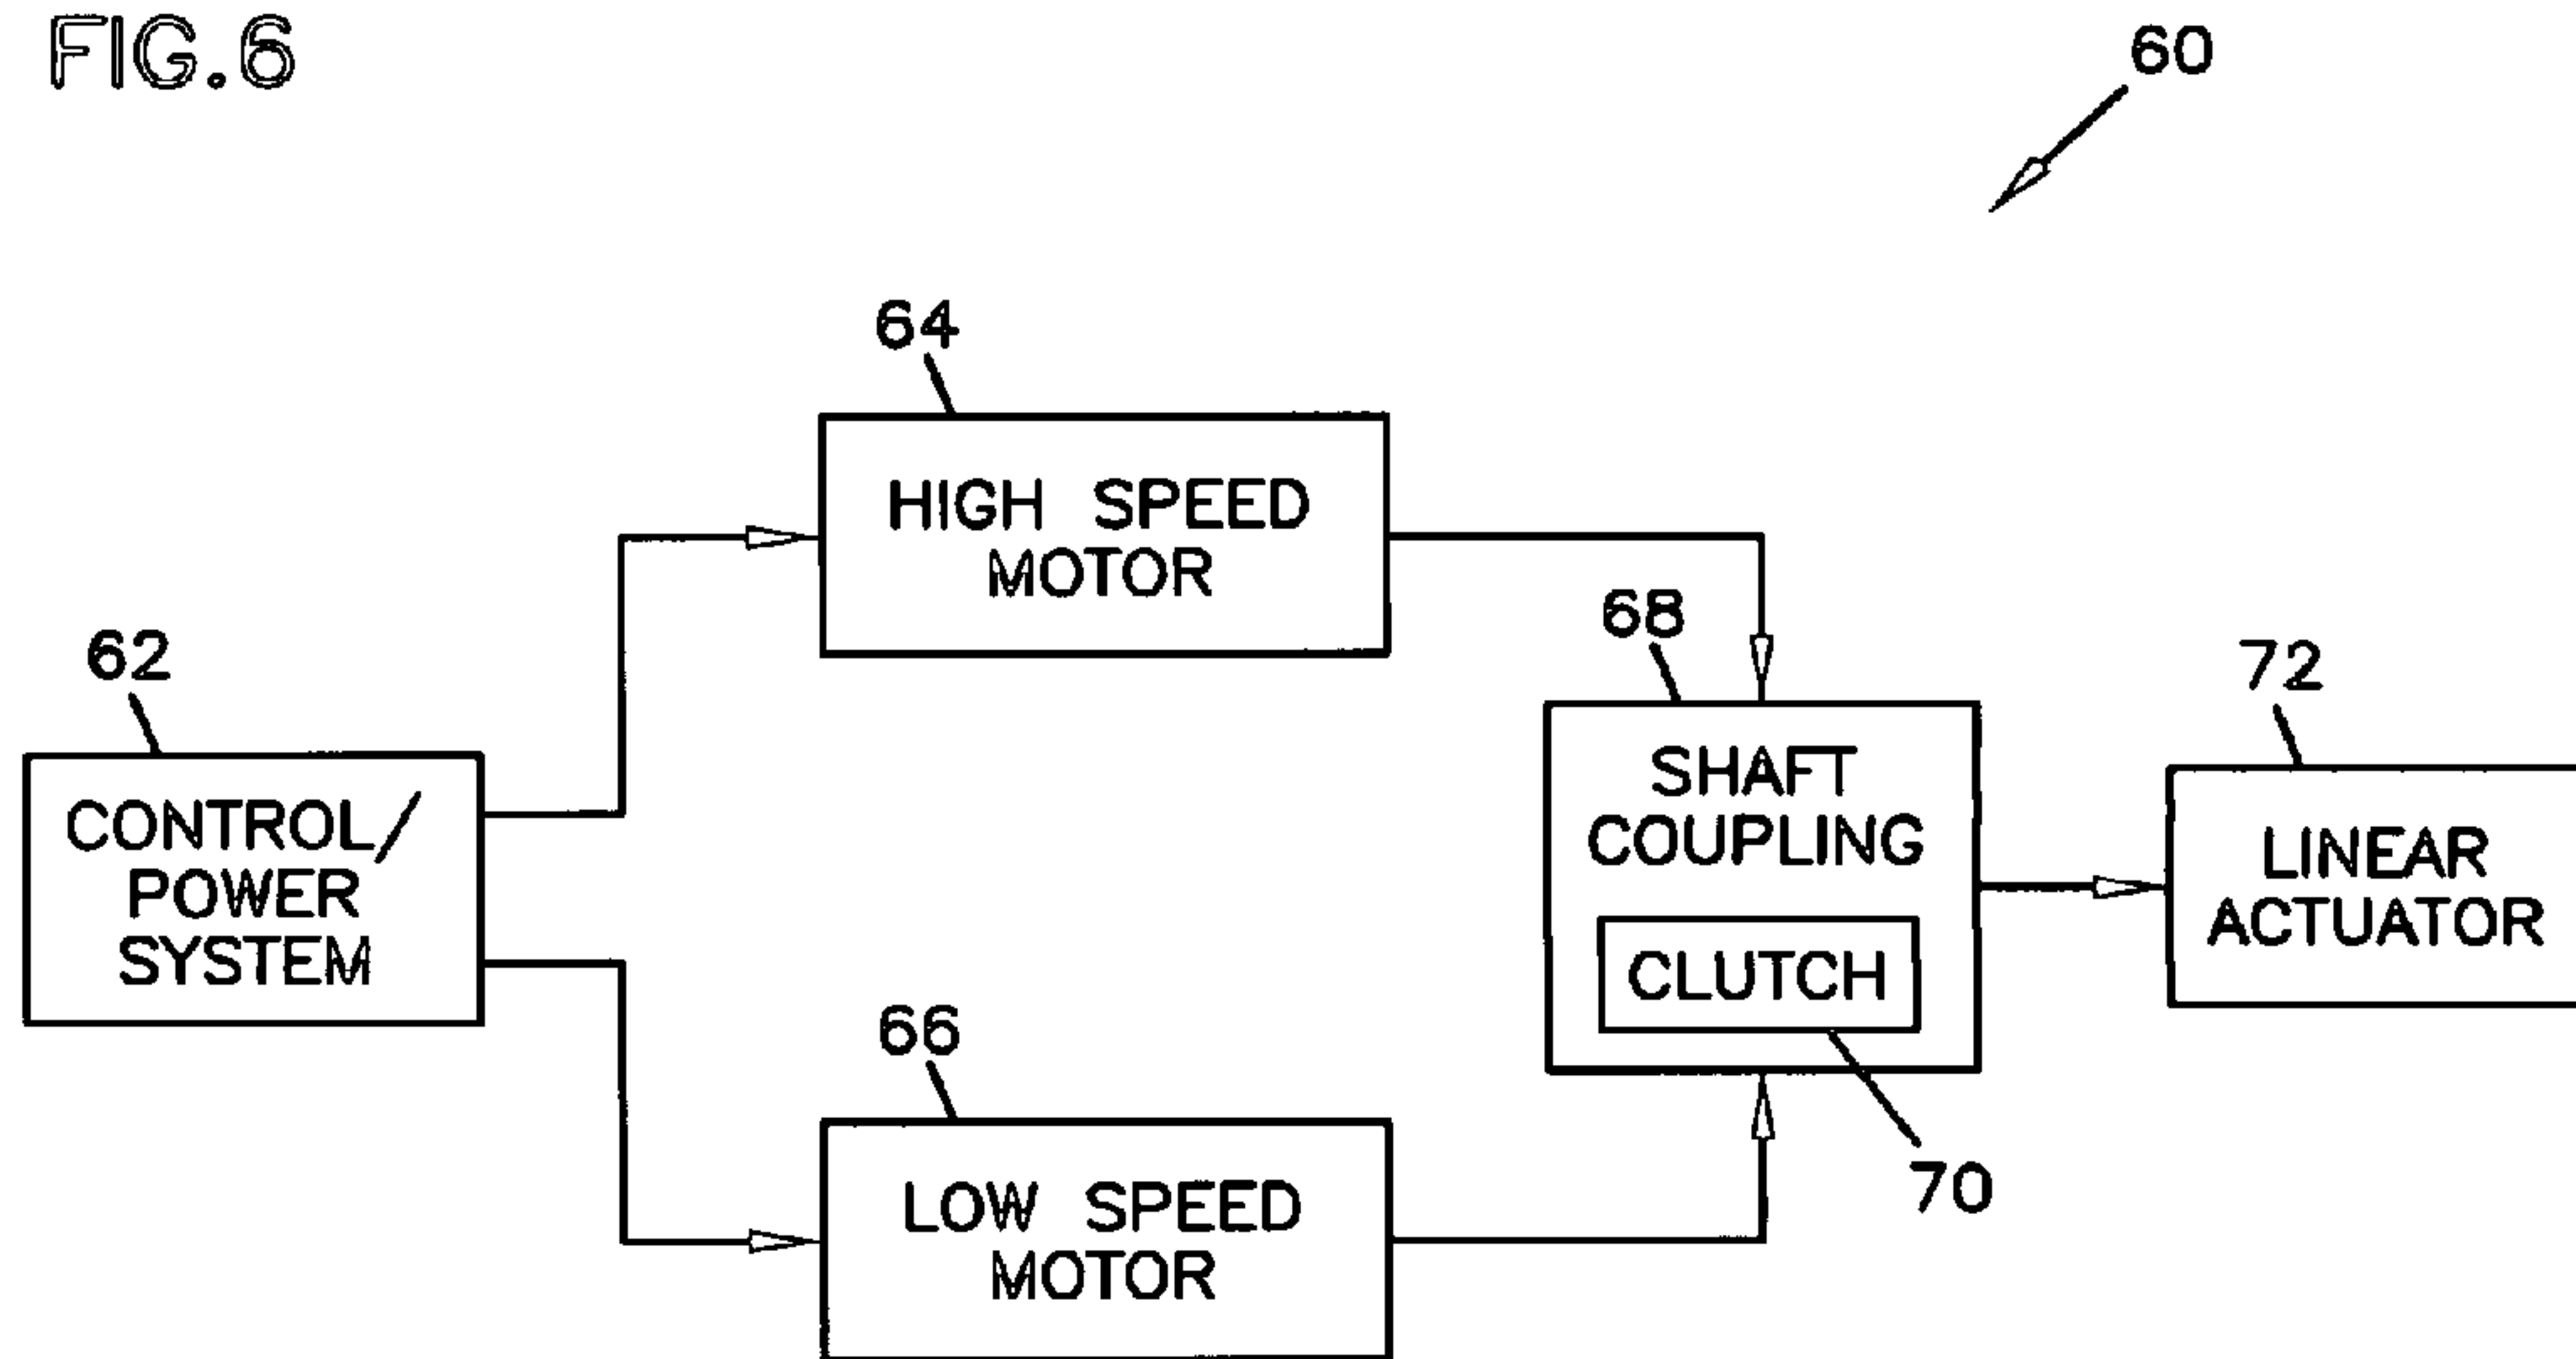 FIG.6
60
64
HIGH SPEED
MOTOR
62
CONTROL/
POWER
SYSTEM
68
SHAFT
COUPLING
CLUTCH
70
72
LINEAR
ACTUATOR
66
LOW SPEED
MOTOR